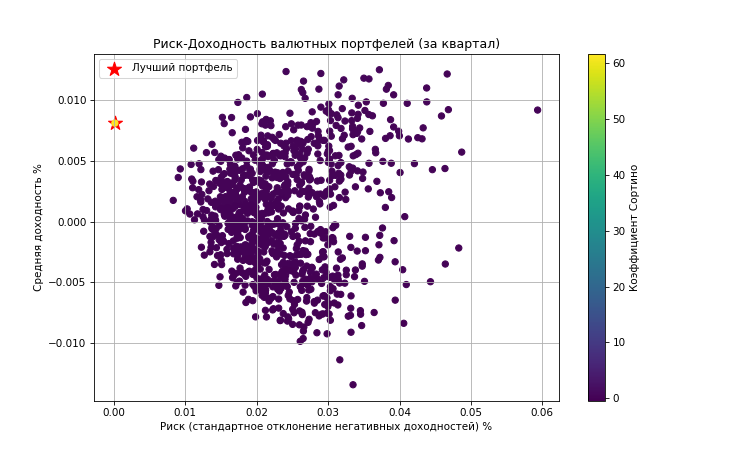 Риск-Доходность валютных портфелей (за квартал)
Лучший портфель
0.010
0.005
0.000
−0.005
−0.010
Средняя доходность %
0.00 0.01 0.02 0.03 0.04 0.05 0.06
Риск (стандартное отклонение негативных доходностей) %
60
50
40
30
20
10
0
Коэффициент Сортино